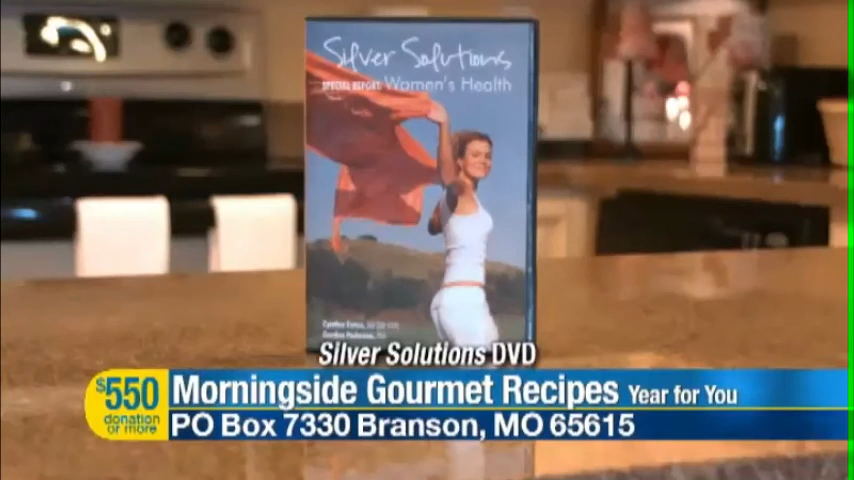 Silver Solutions
SPECIAL REPORT: Women's Health
Silver Solutions DVD
$550
donation
or more
Morningside Gourmet Recipes Year for You
PO Box 7330 Branson, MO 65615